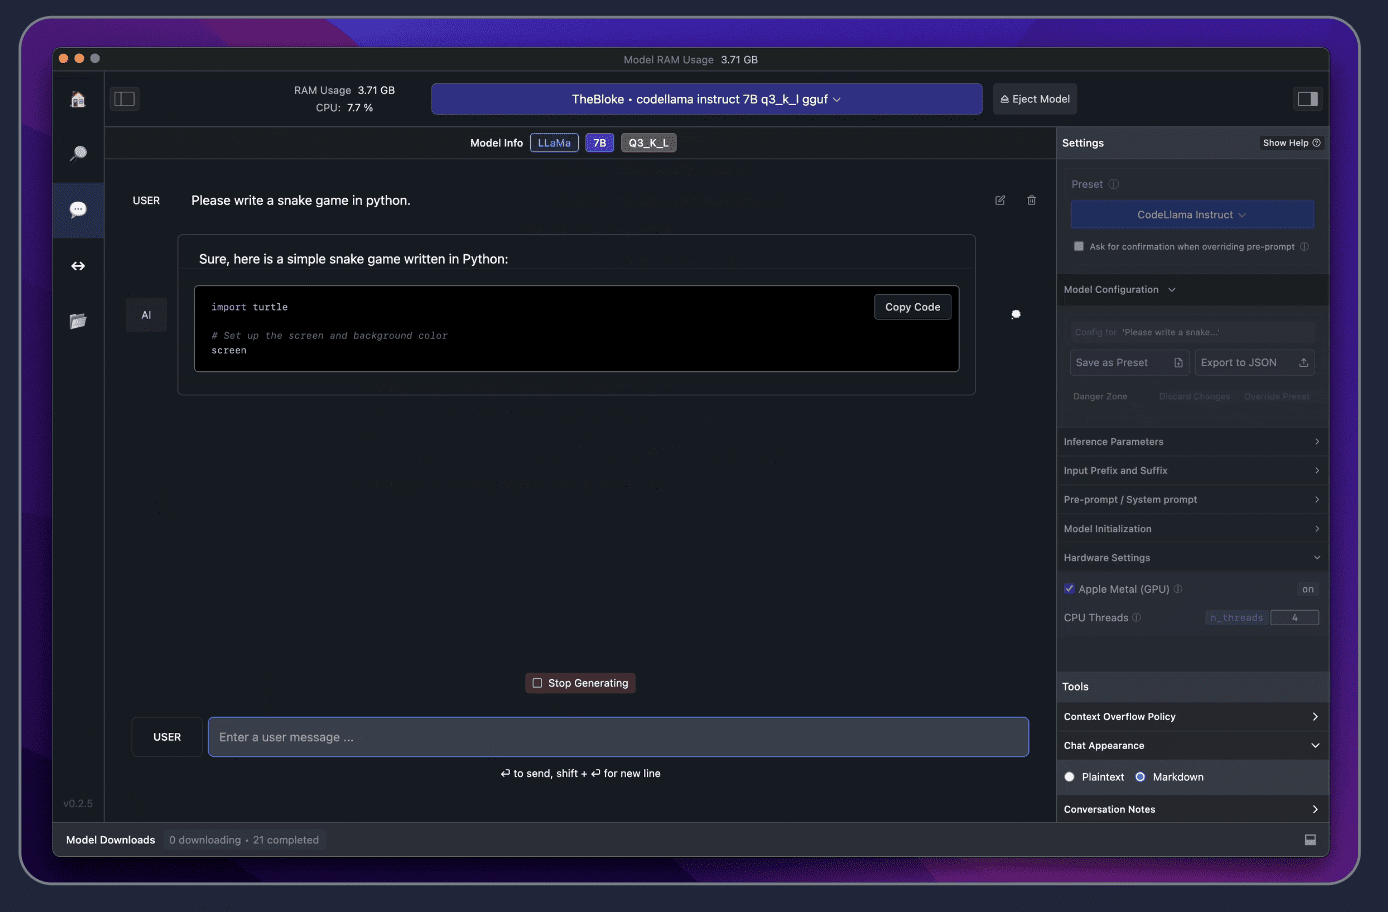 Model RAM Usage 3.71 GB
RAM Usage 3.71 GB
CPU: 7.7 %
TheBloke • codellama instruct 7B q3_k_l gguf
Eject Model
Model Info LLaMa 7B Q3_K_L
USER
Please write a snake game in python.
AI
Sure, here is a simple snake game written in Python:
Copy Code
import turtle
# Set up the screen and background color
screen
Stop Generating
USER
Enter a user message ...
⏎ to send, shift + ⏎ for new line
v0.2.5
Settings
Show Help
Preset
CodeLlama Instruct
Ask for confirmation when overriding pre-prompt
Model Configuration
Config for 'Please write a snake...'
Save as Preset
Export to JSON
Danger Zone
Discard Changes
Override Preset
Inference Parameters
Input Prefix and Suffix
Pre-prompt / System prompt
Model Initialization
Hardware Settings
Apple Metal (GPU)
on
CPU Threads
n_threads
4
Tools
Context Overflow Policy
Chat Appearance
Plaintext
Markdown
Conversation Notes
Model Downloads
0 downloading • 21 completed